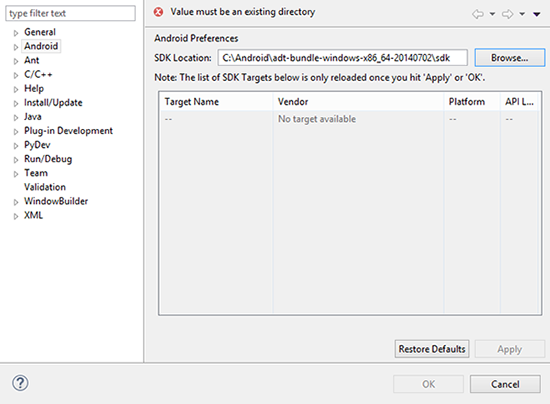 type filter text
General
Android
Ant
C/C++
Help
Install/Update
Java
Plug-in Development
PyDev
Run/Debug
Team
Validation
WindowBuilder
XML
Value must be an existing directory
Android Preferences
SDK Location: C:\Android\adt-bundle-windows-x86_64-20140702\sdk Browse...
Note: The list of SDK Targets below is only reloaded once you hit 'Apply' or 'OK'.
Target Name Vendor Platform API L...
-- No target available -- --
Restore Defaults Apply
? OK Cancel